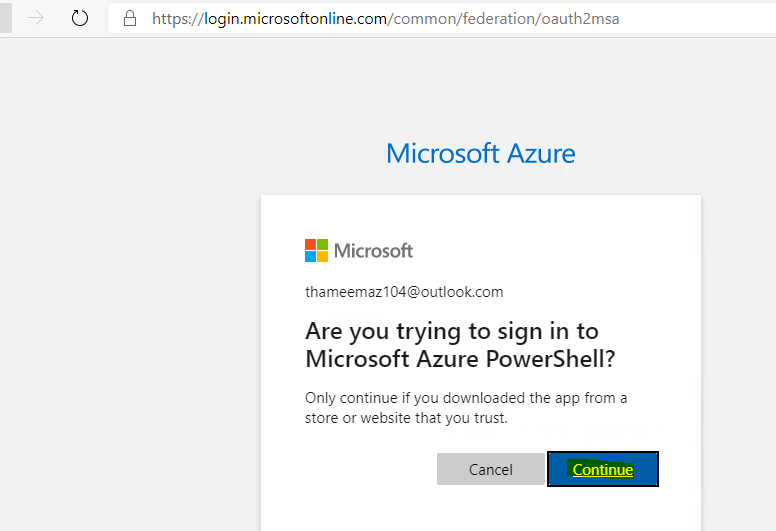 https://login.microsoftonline.com/common/federation/oauth2msa
Microsoft Azure
Microsoft
thameemaz104@outlook.com
Are you trying to sign in to
Microsoft Azure PowerShell?
Only continue if you downloaded the app from a
store or website that you trust.
Cancel Continue